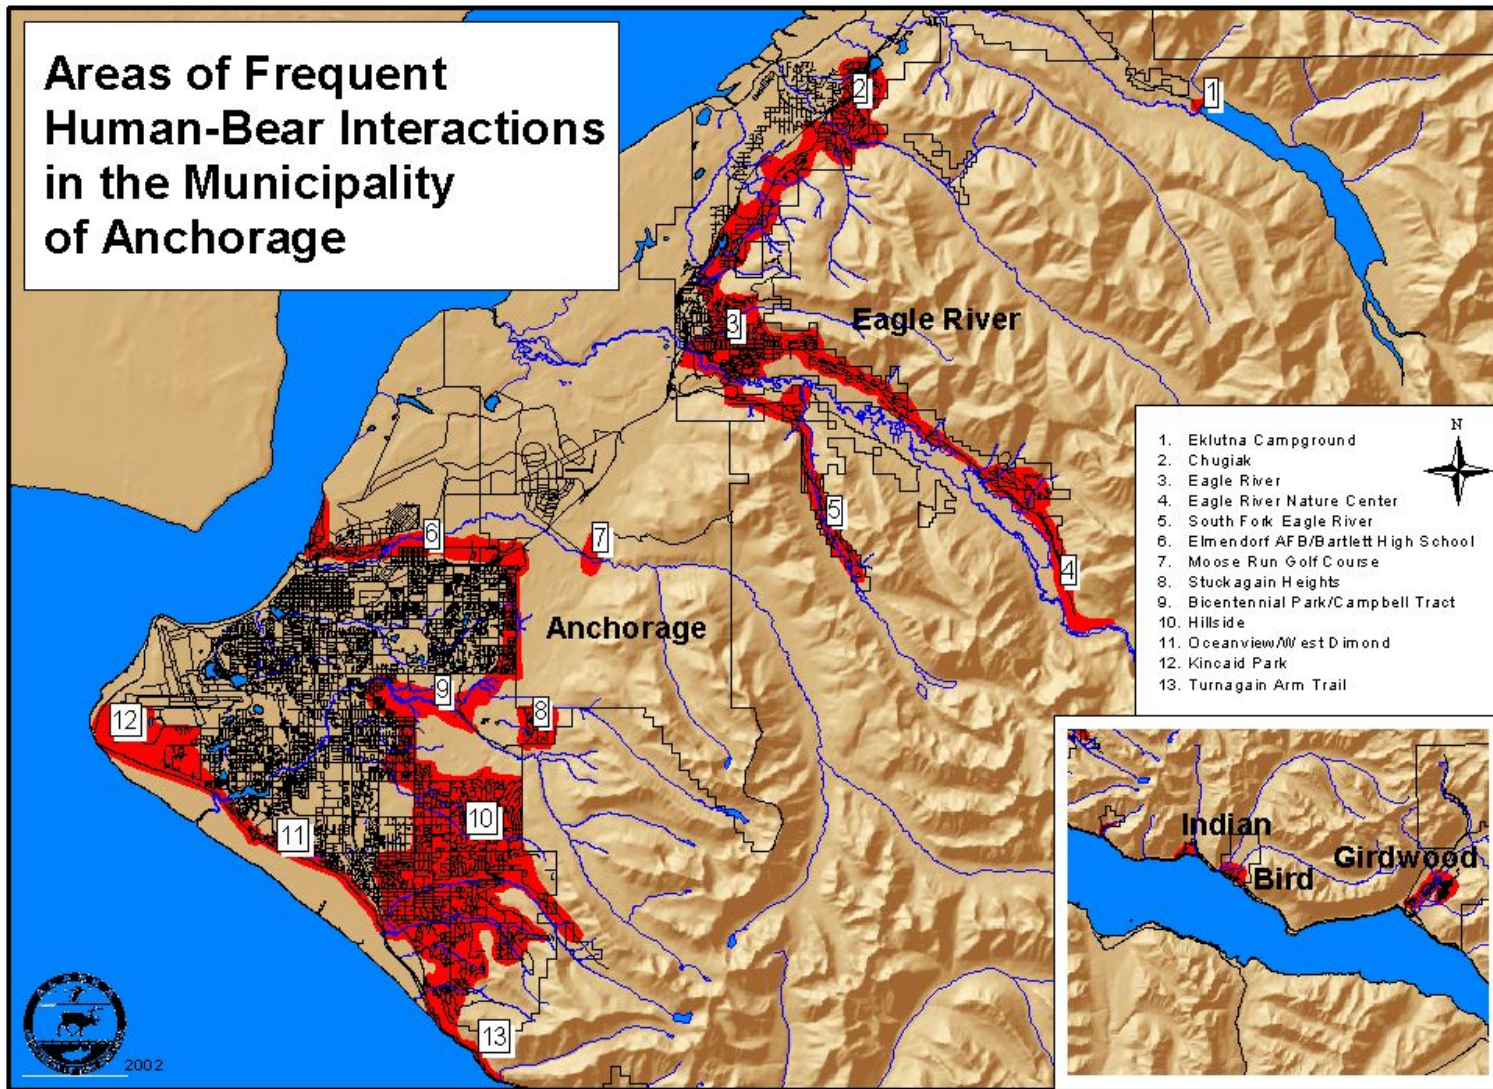 Areas of Frequent
Human-Bear Interactions
in the Municipality
of Anchorage
1
2
3
Eagle River
N
1. Eklutna Campground
2. Chugiak
3. Eagle River
4. Eagle River Nature Center
5. South Fork Eagle River
6. Elmendorf AFB/Bartlett High School
7. Moose Run Golf Course
8. Stuckagain Heights
9. Bicentennial Park/Campbell Tract
10. Hillside
11. Oceanview/West Dimond
12. Kincaid Park
13. Turnagain Arm Trail
5
6
7
4
Anchorage
9
8
12
10
11
13
Indian
Bird
Girdwood
2002